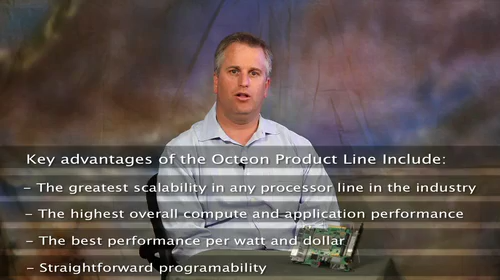 Key advantages of the Octeon Product Line Include:
– The greatest scalability in any processor line in the industry
– The highest overall compute and application performance
– The best performance per watt and dollar
– Straightforward programability